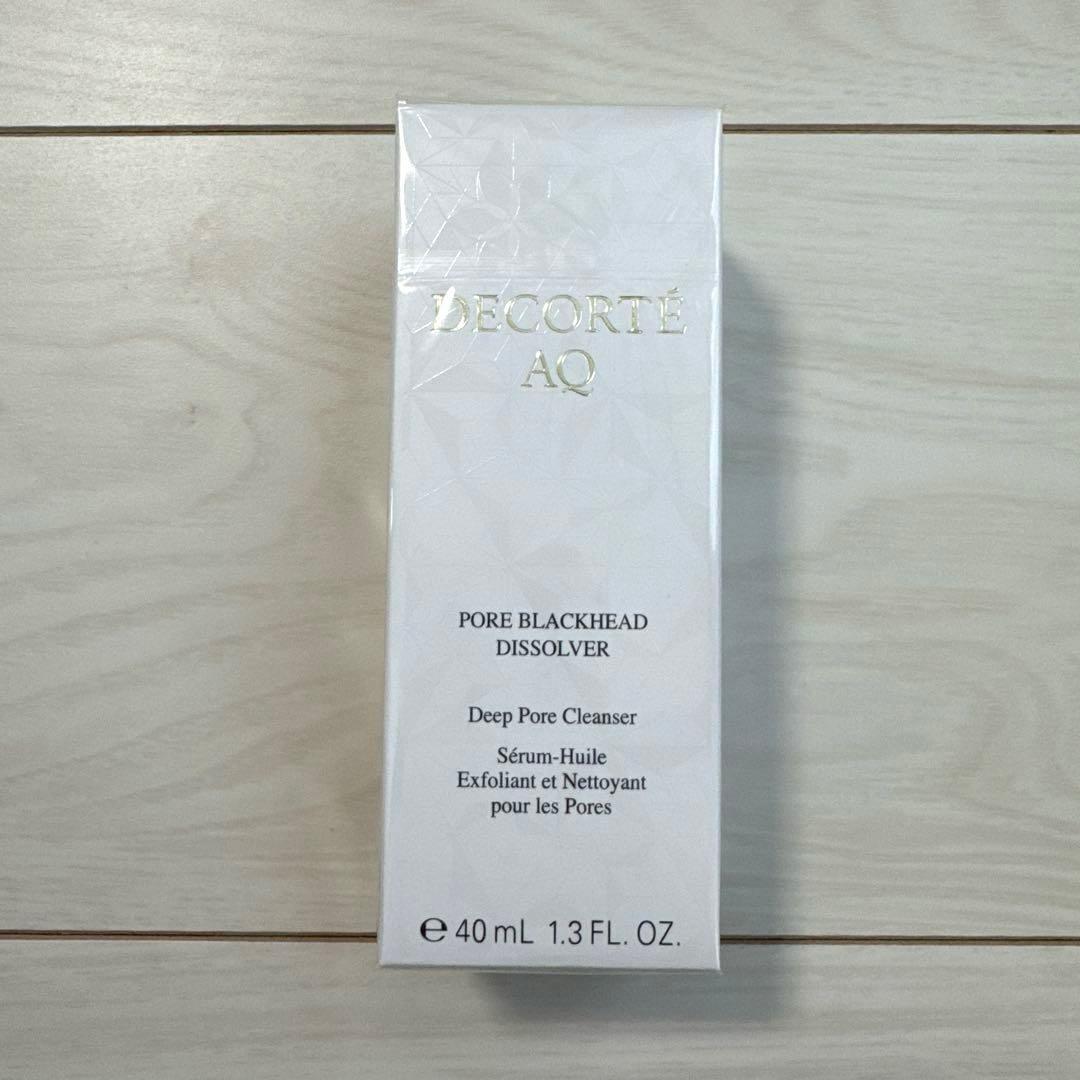 DECORTÉ
AQ
PORE BLACKHEAD
DISSOLVER
Deep Pore Cleanser
Sérum-Huile
Exfoliant et Nettoyant
pour les Pores
℮ 40 mL 1.3 FL. OZ.